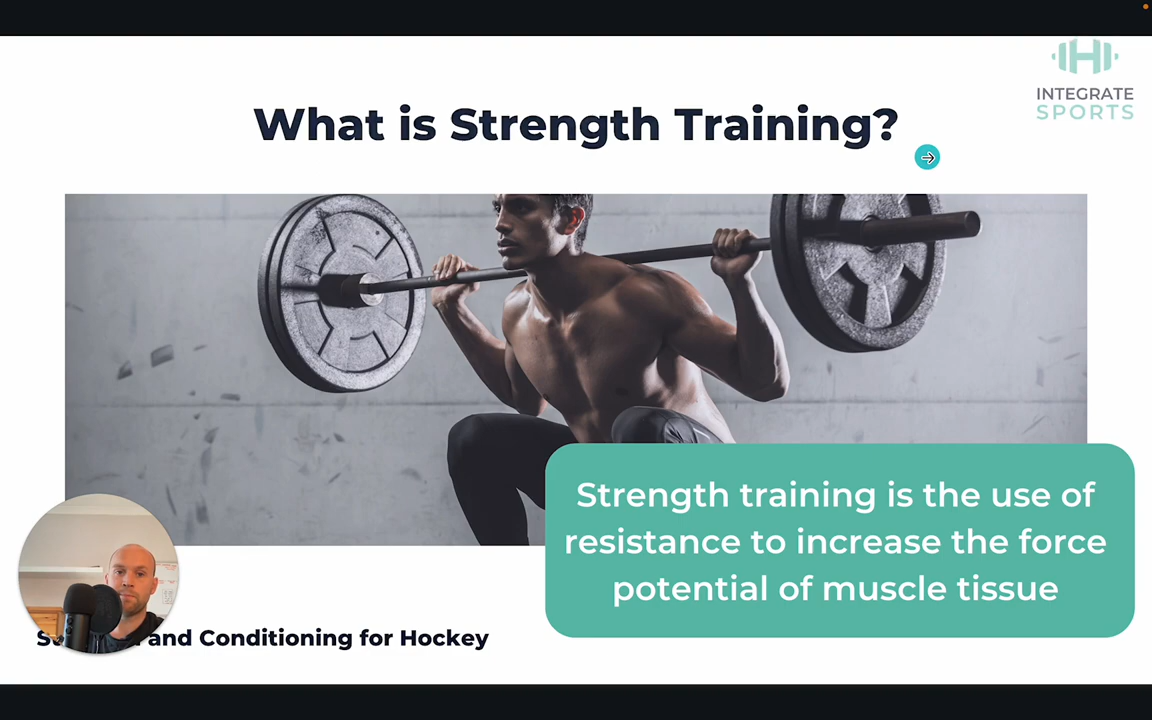 INTEGRATE
SPORTS
What is Strength Training?
Strength training is the use of
resistance to increase the force
potential of muscle tissue
and Conditioning for Hockey